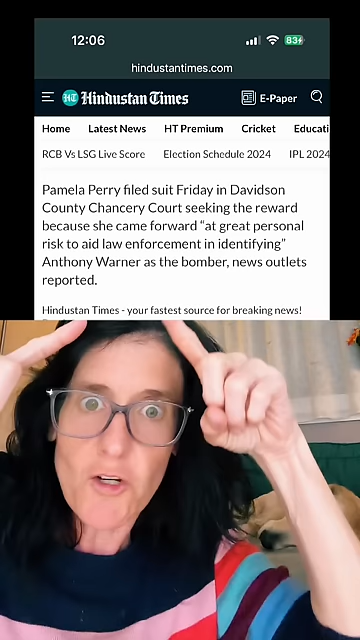 12:06
83
hindustantimes.com
HT Hindustan Times E-Paper
Home Latest News HT Premium Cricket Educati
RCB Vs LSG Live Score Election Schedule 2024 IPL 2024
Pamela Perry filed suit Friday in Davidson
County Chancery Court seeking the reward
because she came forward “at great personal
risk to aid law enforcement in identifying”
Anthony Warner as the bomber, news outlets
reported.
Hindustan Times - your fastest source for breaking news!